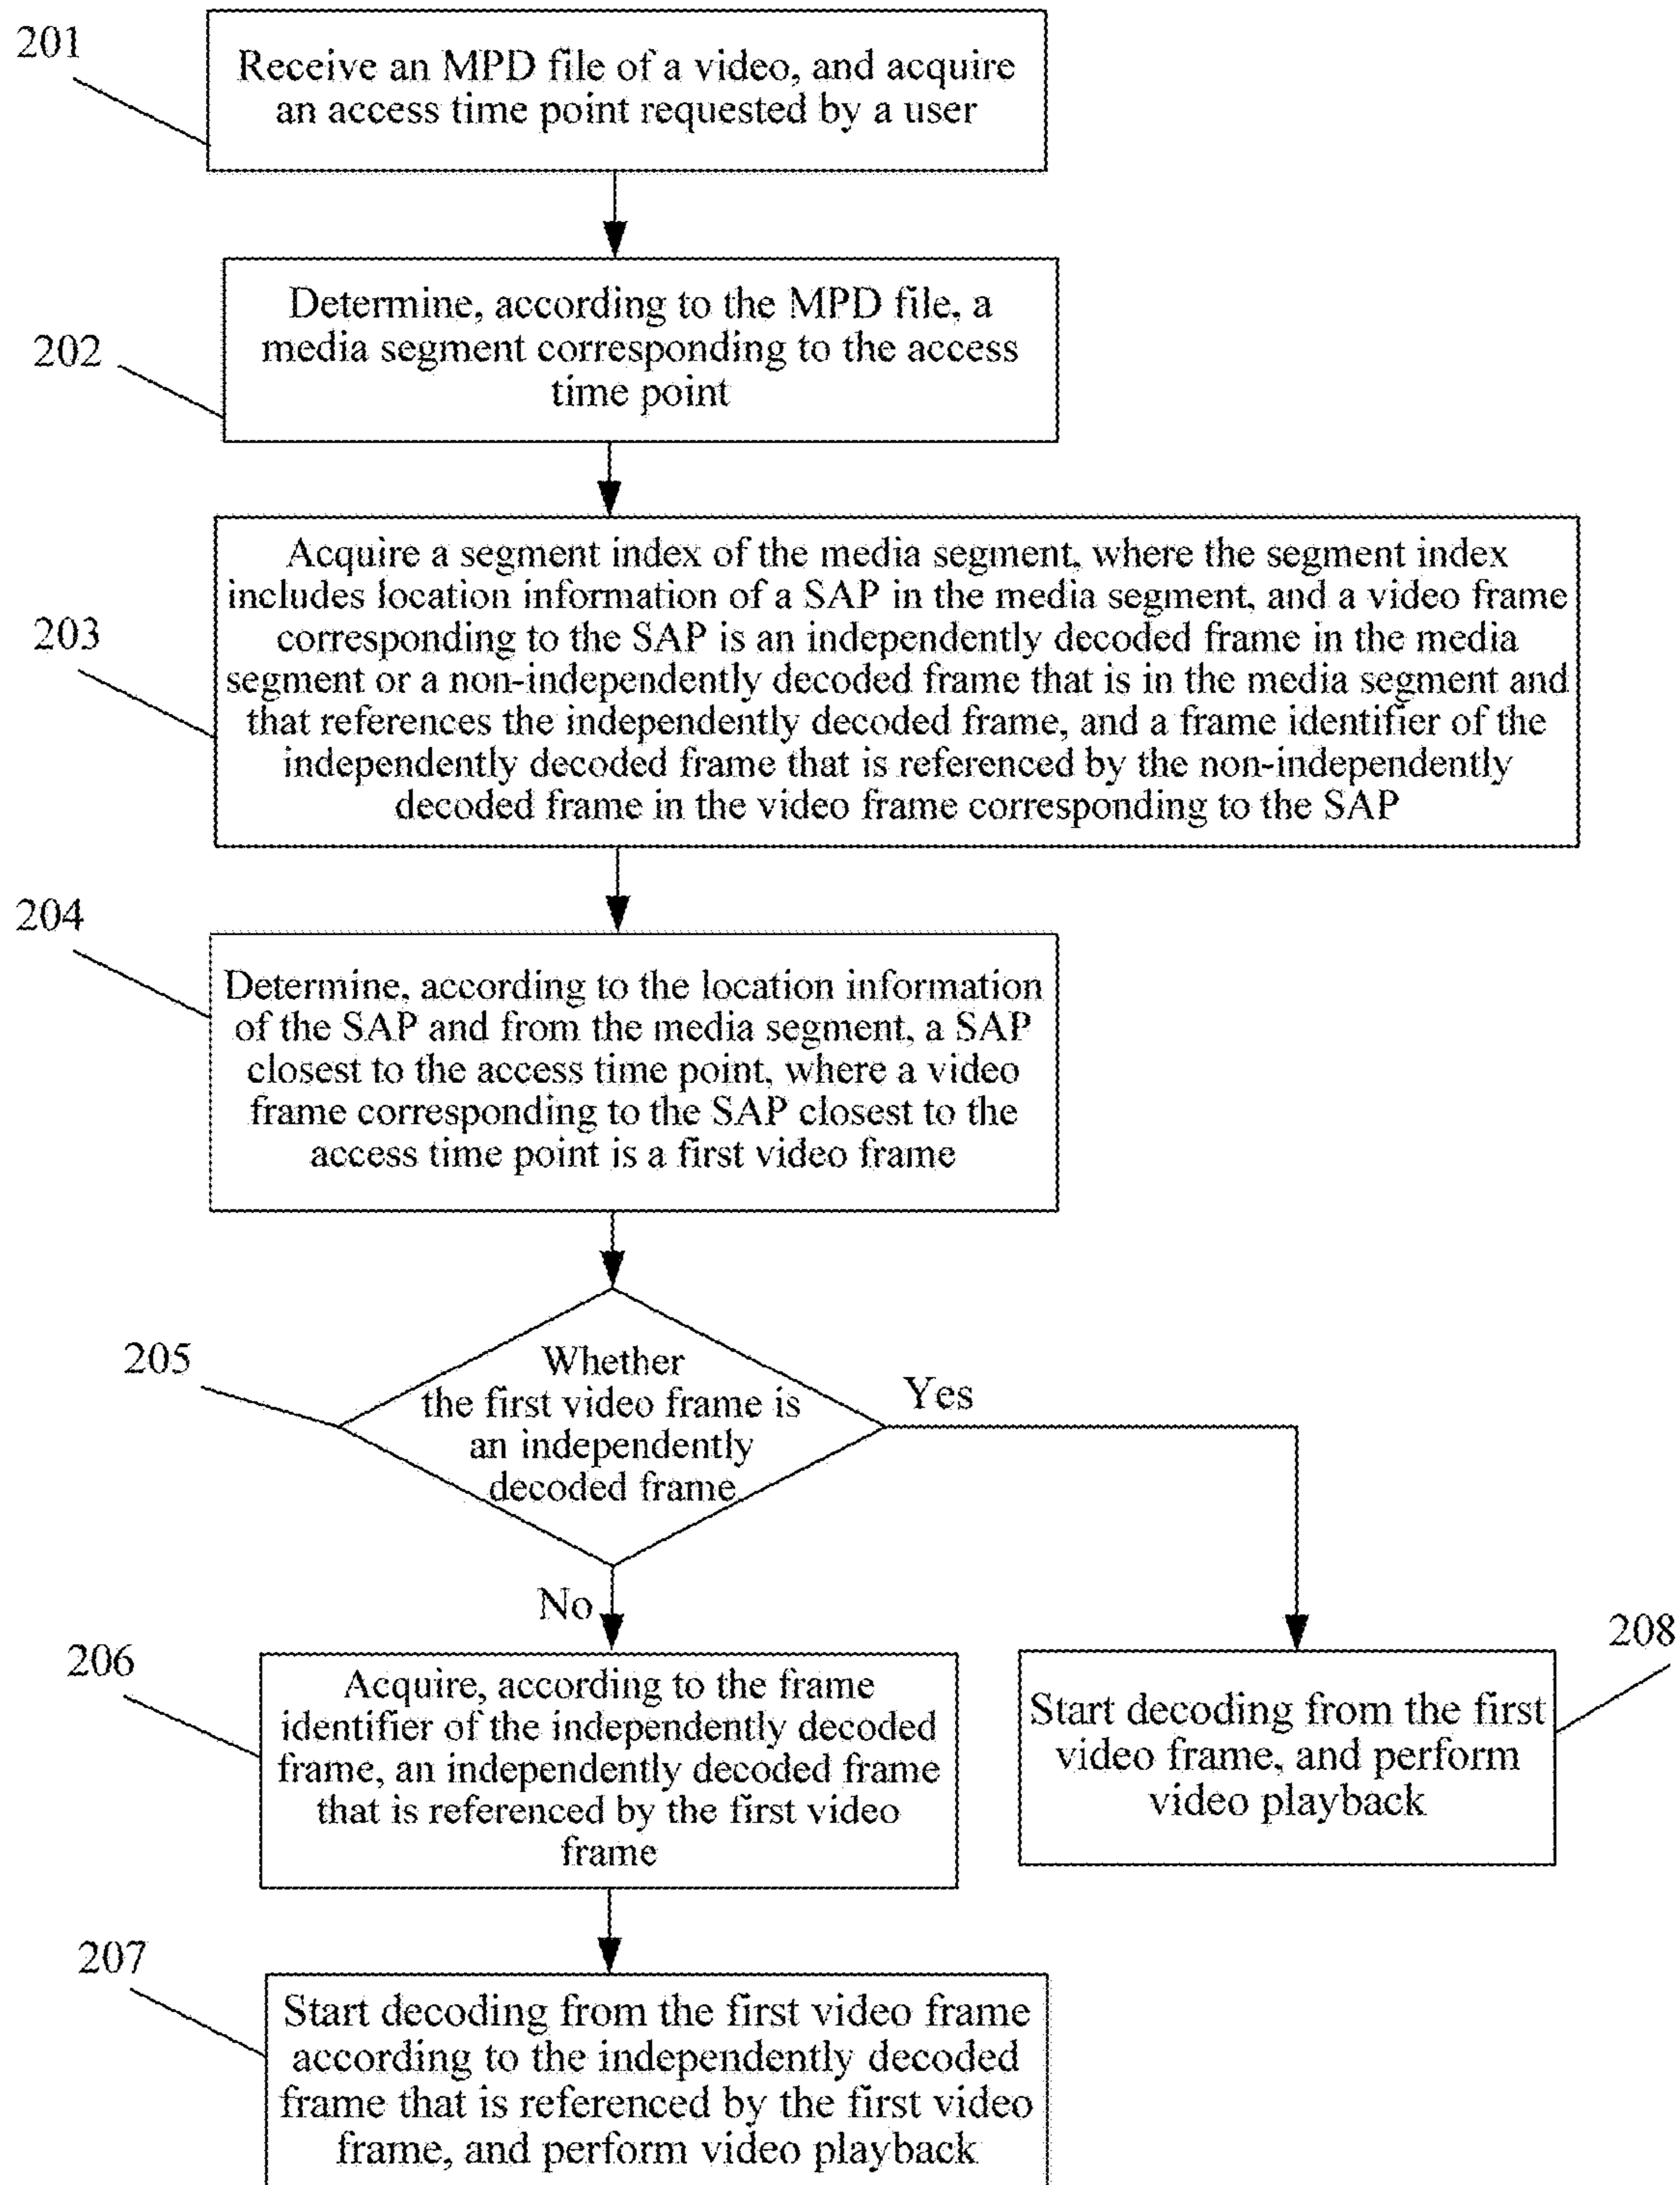 201
Receive an MPD file of a video, and acquire
an access time point requested by a user
202
Determine, according to the MPD file, a
media segment corresponding to the access
time point
203
Acquire a segment index of the media segment, where the segment index
includes location information of a SAP in the media segment, and a video frame
corresponding to the SAP is an independently decoded frame in the media
segment or a non-independently decoded frame that is in the media segment and
that references the independently decoded frame, and a frame identifier of the
independently decoded frame that is referenced by the non-independently
decoded frame in the video frame corresponding to the SAP
204
Determine, according to the location information
of the SAP and from the media segment, a SAP
closest to the access time point, where a video
frame corresponding to the SAP closest to the
access time point is a first video frame
205
Whether
the first video frame is
an independently
decoded frame
Yes
No
206
Acquire, according to the frame
identifier of the independently decoded
frame, an independently decoded frame
that is referenced by the first video
frame
208
Start decoding from the first
video frame, and perform
video playback
207
Start decoding from the first video frame
according to the independently decoded
frame that is referenced by the first video
frame, and perform video playback